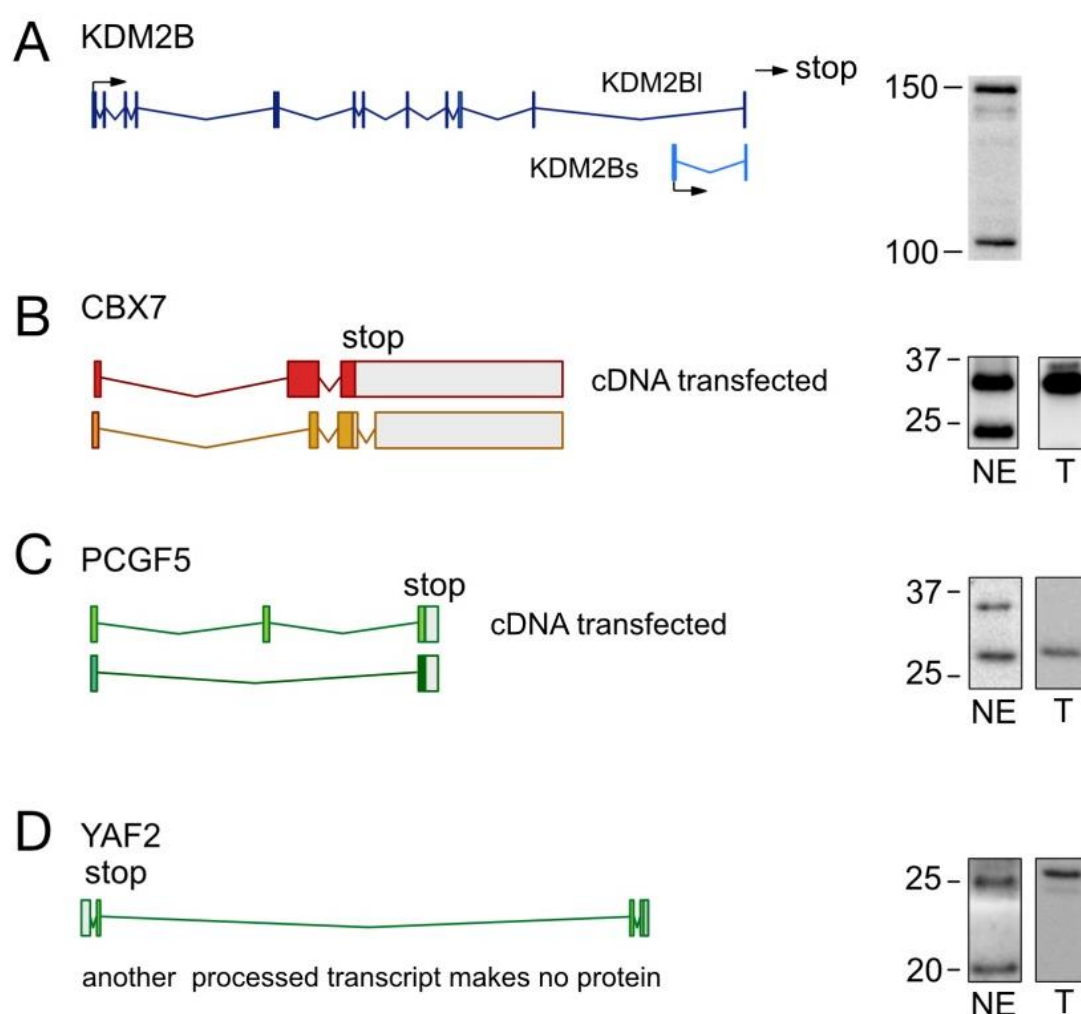 A
KDM2B
KDM2Bl
stop
KDM2Bs
150
100
B
CBX7
stop
cDNA transfected
37
25
NE
T
C
PCGF5
stop
cDNA transfected
37
25
NE
T
D
YAF2
stop
another processed transcript makes no protein
25
20
NE
T